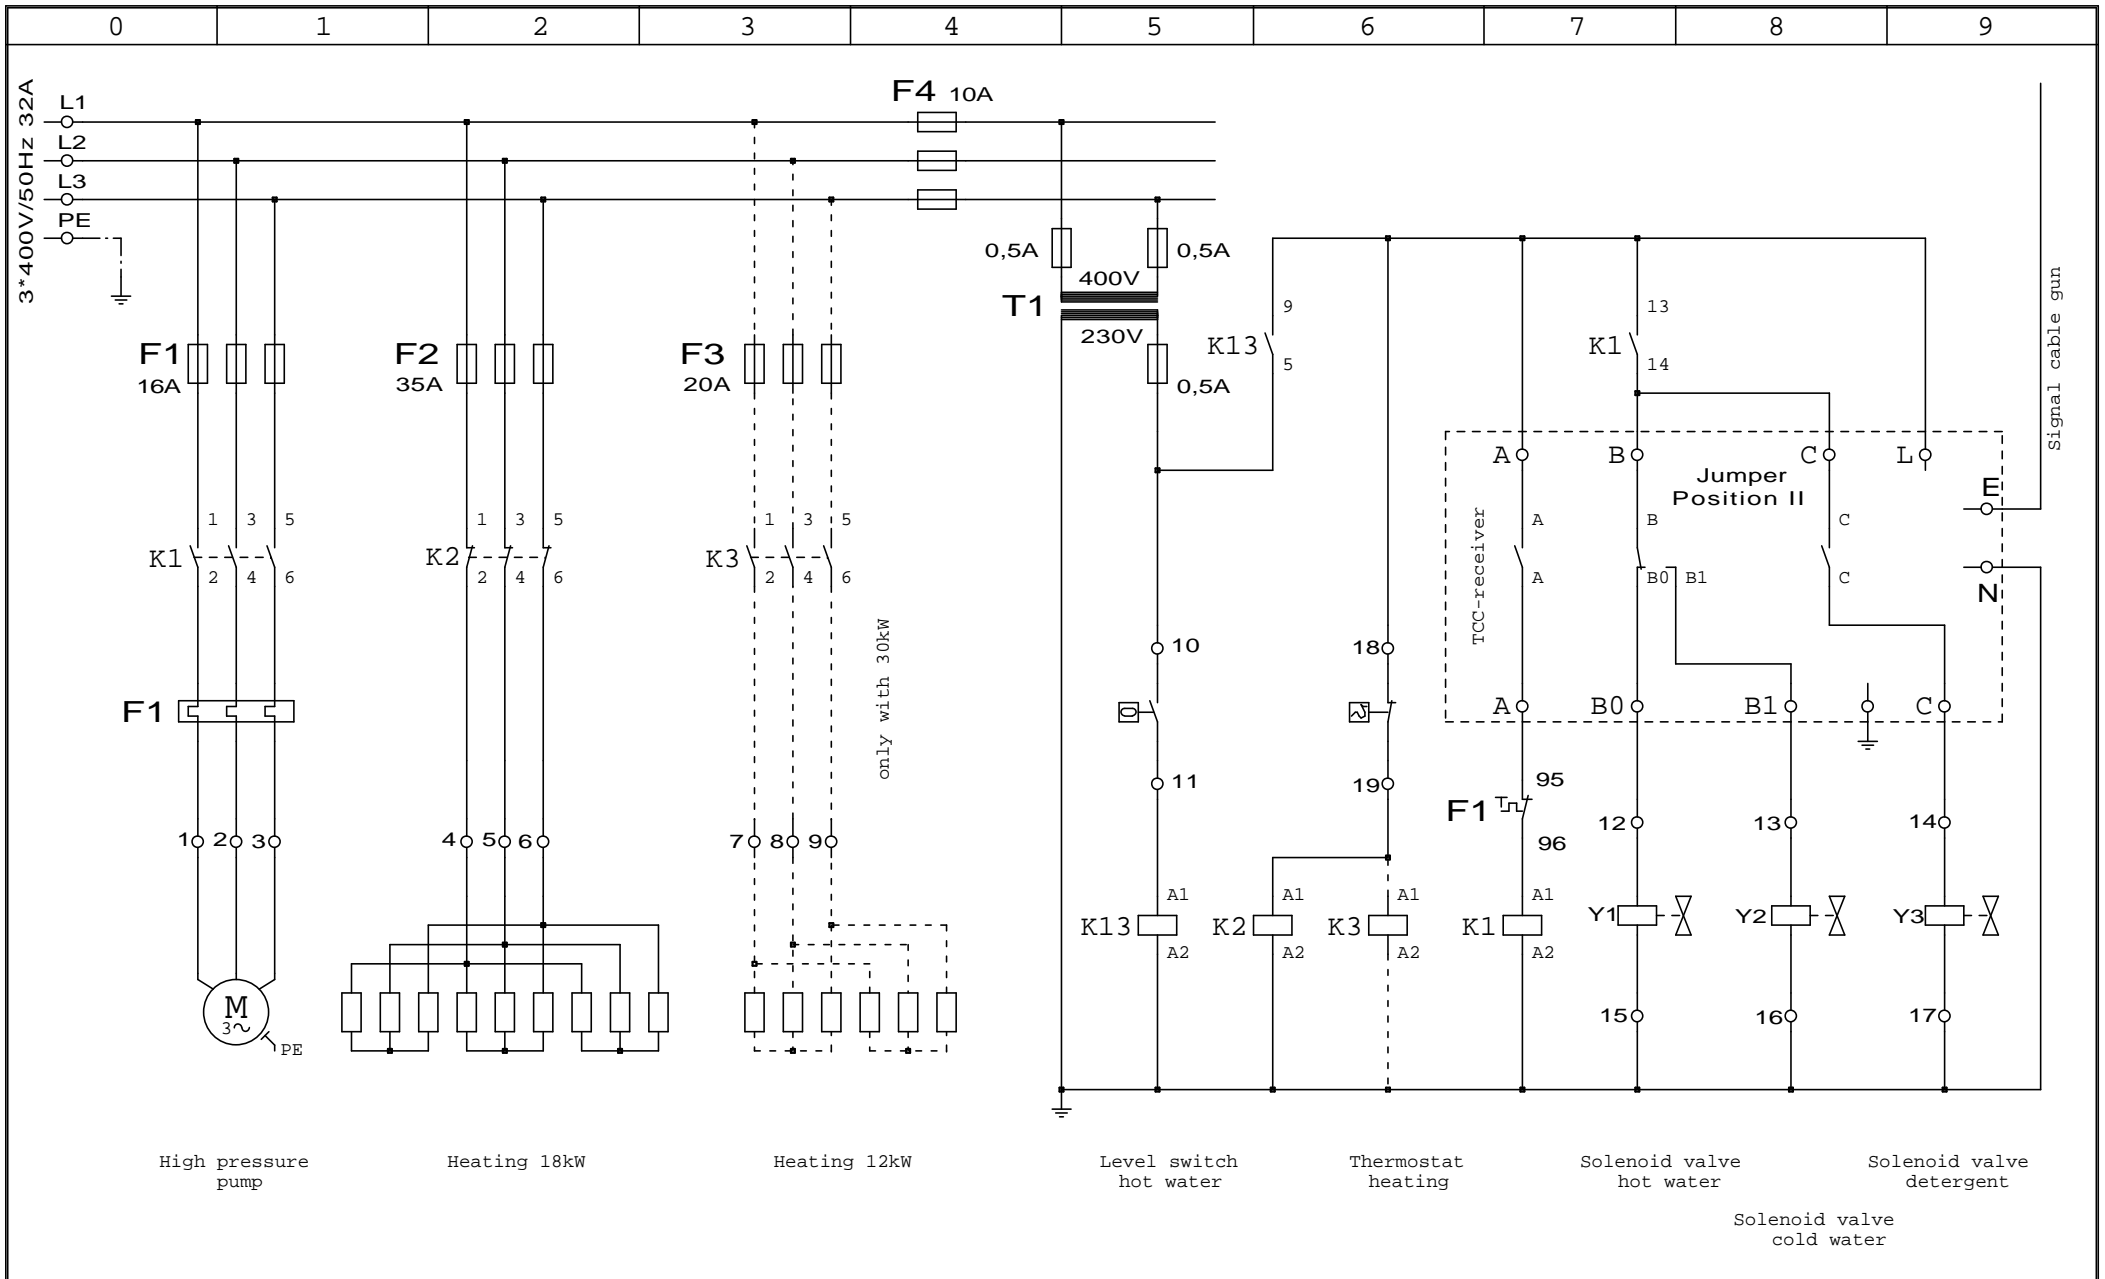 0 1 2 3 4 5 6 7 8 9
3*400V/50Hz 32A
L1
L2
L3
PE
F4 10A
0,5A 0,5A
400V
T1
230V
0,5A
F1
16A
F2
35A
F3
20A
K13
9
5
K1
13
14
Signal cable gun
A B C L
Jumper
Position II
E
N
TCC-receiver
A B C
A B0 B1 C
K1
1 3 5
2 4 6
K2
1 3 5
2 4 6
K3
1 3 5
2 4 6
only with 30kW
F1
10
18
A B0 B1 C
11
19
F1
95
96
1 2 3
4 5 6
7 8 9
12 13 14
K13
A1
A2
K2
A1
A2
K3
A1
A2
K1
A1
A2
Y1 Y2 Y3
M
3~
PE
15 16 17
High pressure
pump
Heating 18kW
Heating 12kW
Level switch
hot water
Thermostat
heating
Solenoid valve
hot water
Solenoid valve
detergent
Solenoid valve
cold water